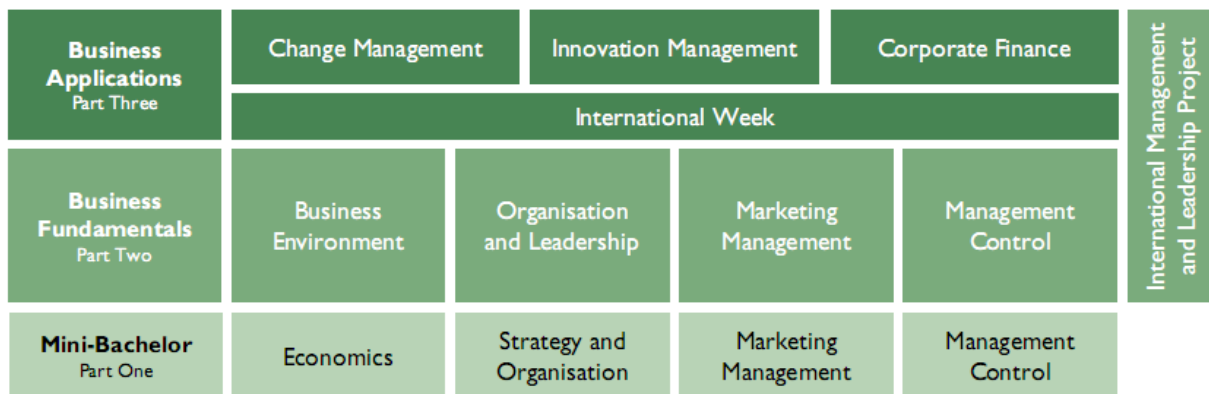 Business
Applications
Part Three
Change Management
Innovation Management
Corporate Finance
International Week
International Management
and Leadership Project
Business
Fundamentals
Part Two
Business
Environment
Organisation
and Leadership
Marketing
Management
Management
Control
Mini-Bachelor
Part One
Economics
Strategy and
Organisation
Marketing
Management
Management
Control